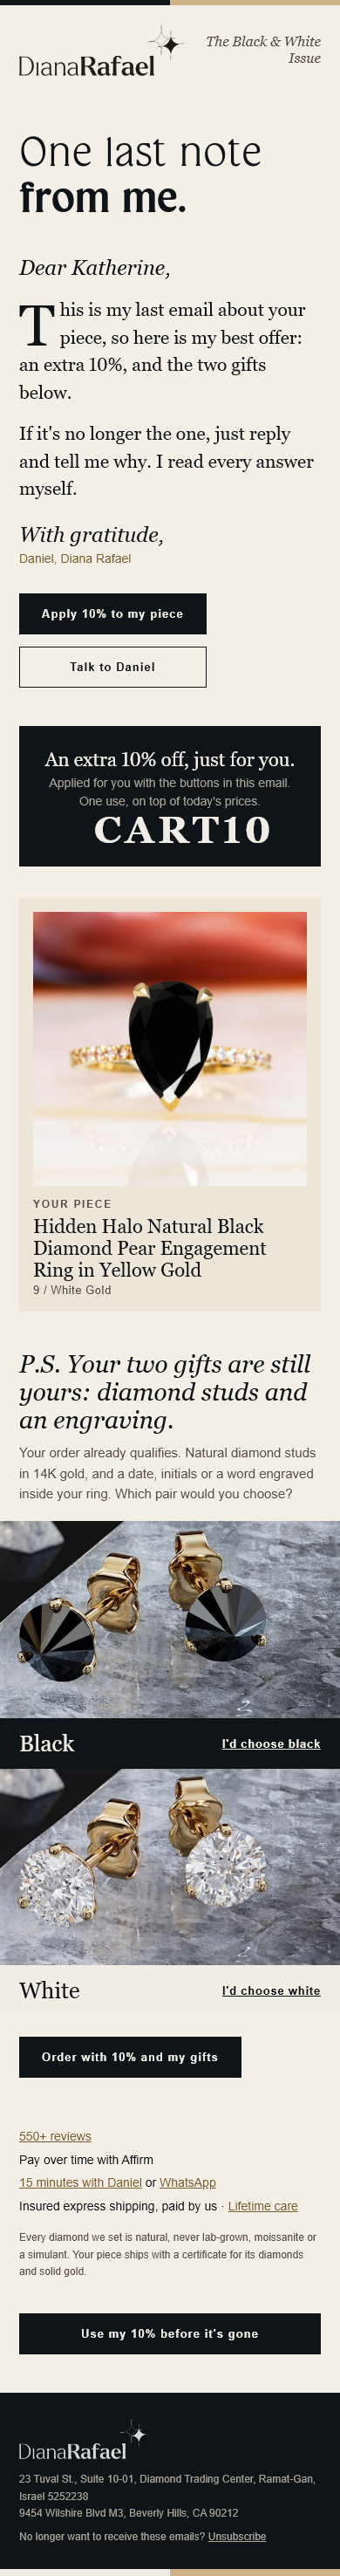 DianaRafael
The Black & White
Issue
One last note
from me.
Dear Katherine,
This is my last email about your
piece, so here is my best offer:
an extra 10%, and the two gifts
below.
If it's no longer the one, just reply
and tell me why. I read every answer
myself.
With gratitude,
Daniel, Diana Rafael
Apply 10% to my piece
Talk to Daniel
An extra 10% off, just for you.
Applied for you with the buttons in this email.
One use, on top of today's prices.
CART10
YOUR PIECE
Hidden Halo Natural Black
Diamond Pear Engagement
Ring in Yellow Gold
9 / White Gold
P.S. Your two gifts are still
yours: diamond studs and
an engraving.
Your order already qualifies. Natural diamond studs
in 14K gold, and a date, initials or a word engraved
inside your ring. Which pair would you choose?
Black
I'd choose black
White
I'd choose white
Order with 10% and my gifts
550+ reviews
Pay over time with Affirm
15 minutes with Daniel or WhatsApp
Insured express shipping, paid by us · Lifetime care
Every diamond we set is natural, never lab-grown, moissanite or
a simulant. Your piece ships with a certificate for its diamonds
and solid gold.
Use my 10% before it's gone
DianaRafael
23 Tuval St., Suite 10-01, Diamond Trading Center, Ramat-Gan,
Israel 5252238
9454 Wilshire Blvd M3, Beverly Hills, CA 90212
No longer want to receive these emails? Unsubscribe